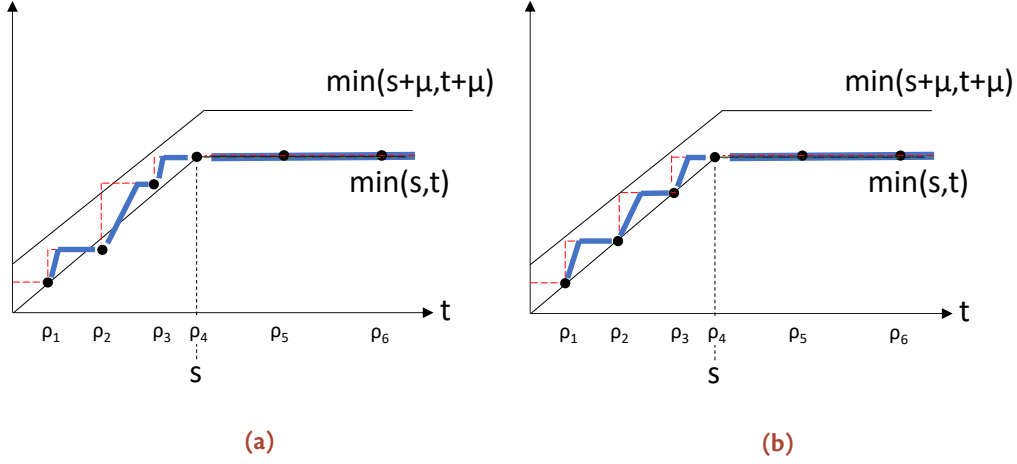 min(s+μ,t+μ)
min(s,t)
t
ρ1 ρ2 ρ3 ρ4 ρ5 ρ6
s
(a)
min(s+μ,t+μ)
min(s,t)
t
ρ1 ρ2 ρ3 ρ4 ρ5 ρ6
s
(b)